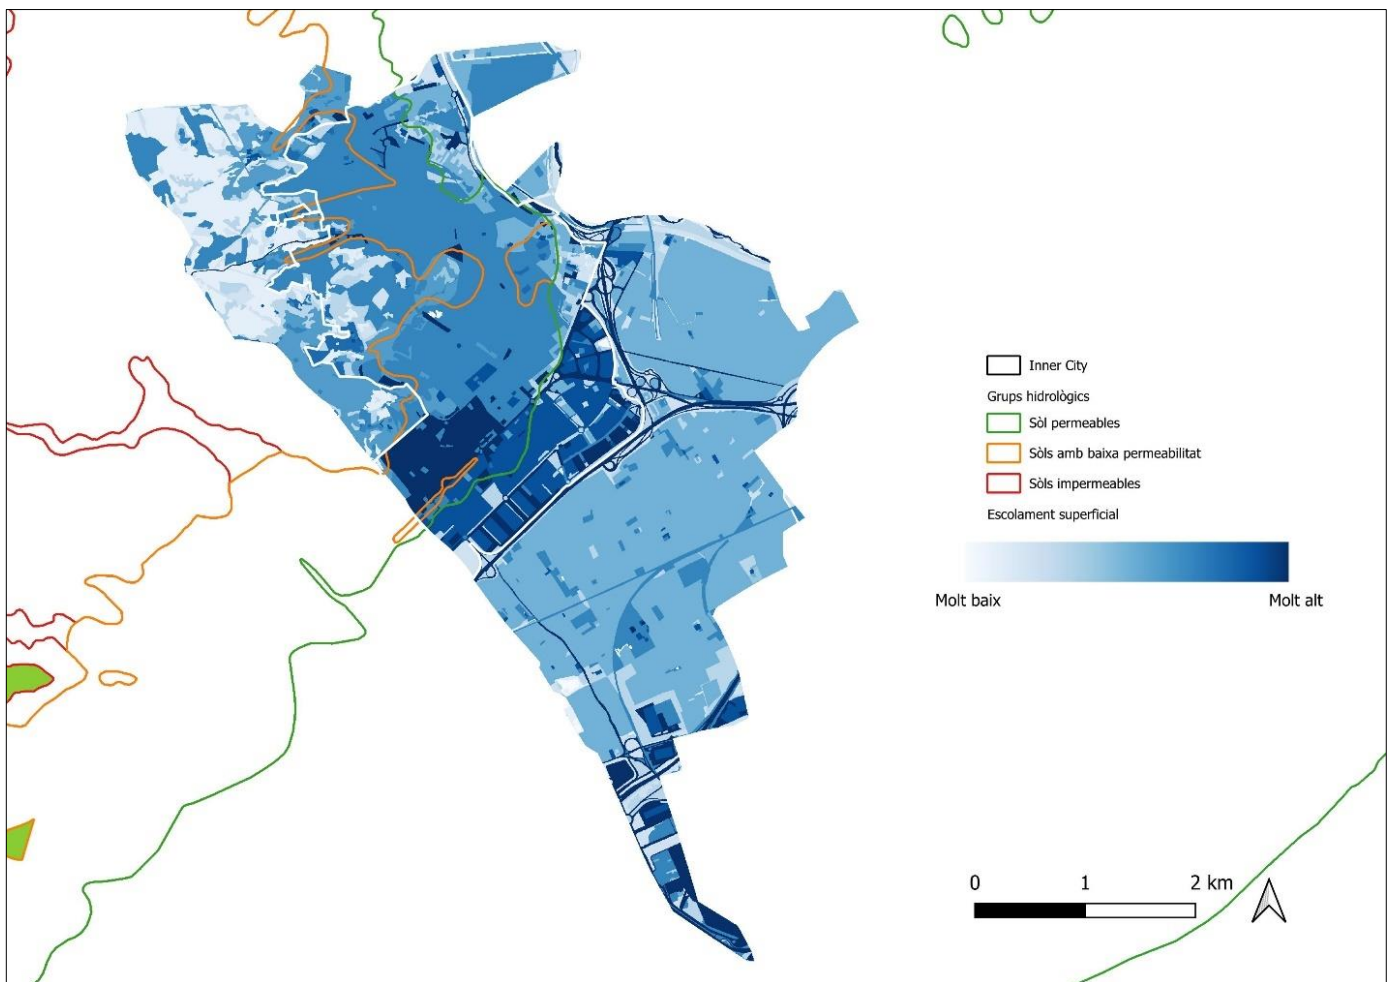 Inner City
Grups hidrològics
Sòl permeables
Sòls amb baixa permeabilitat
Sòls impermeables
Escolament superficial
Molt baix
Molt alt
0 1 2 km